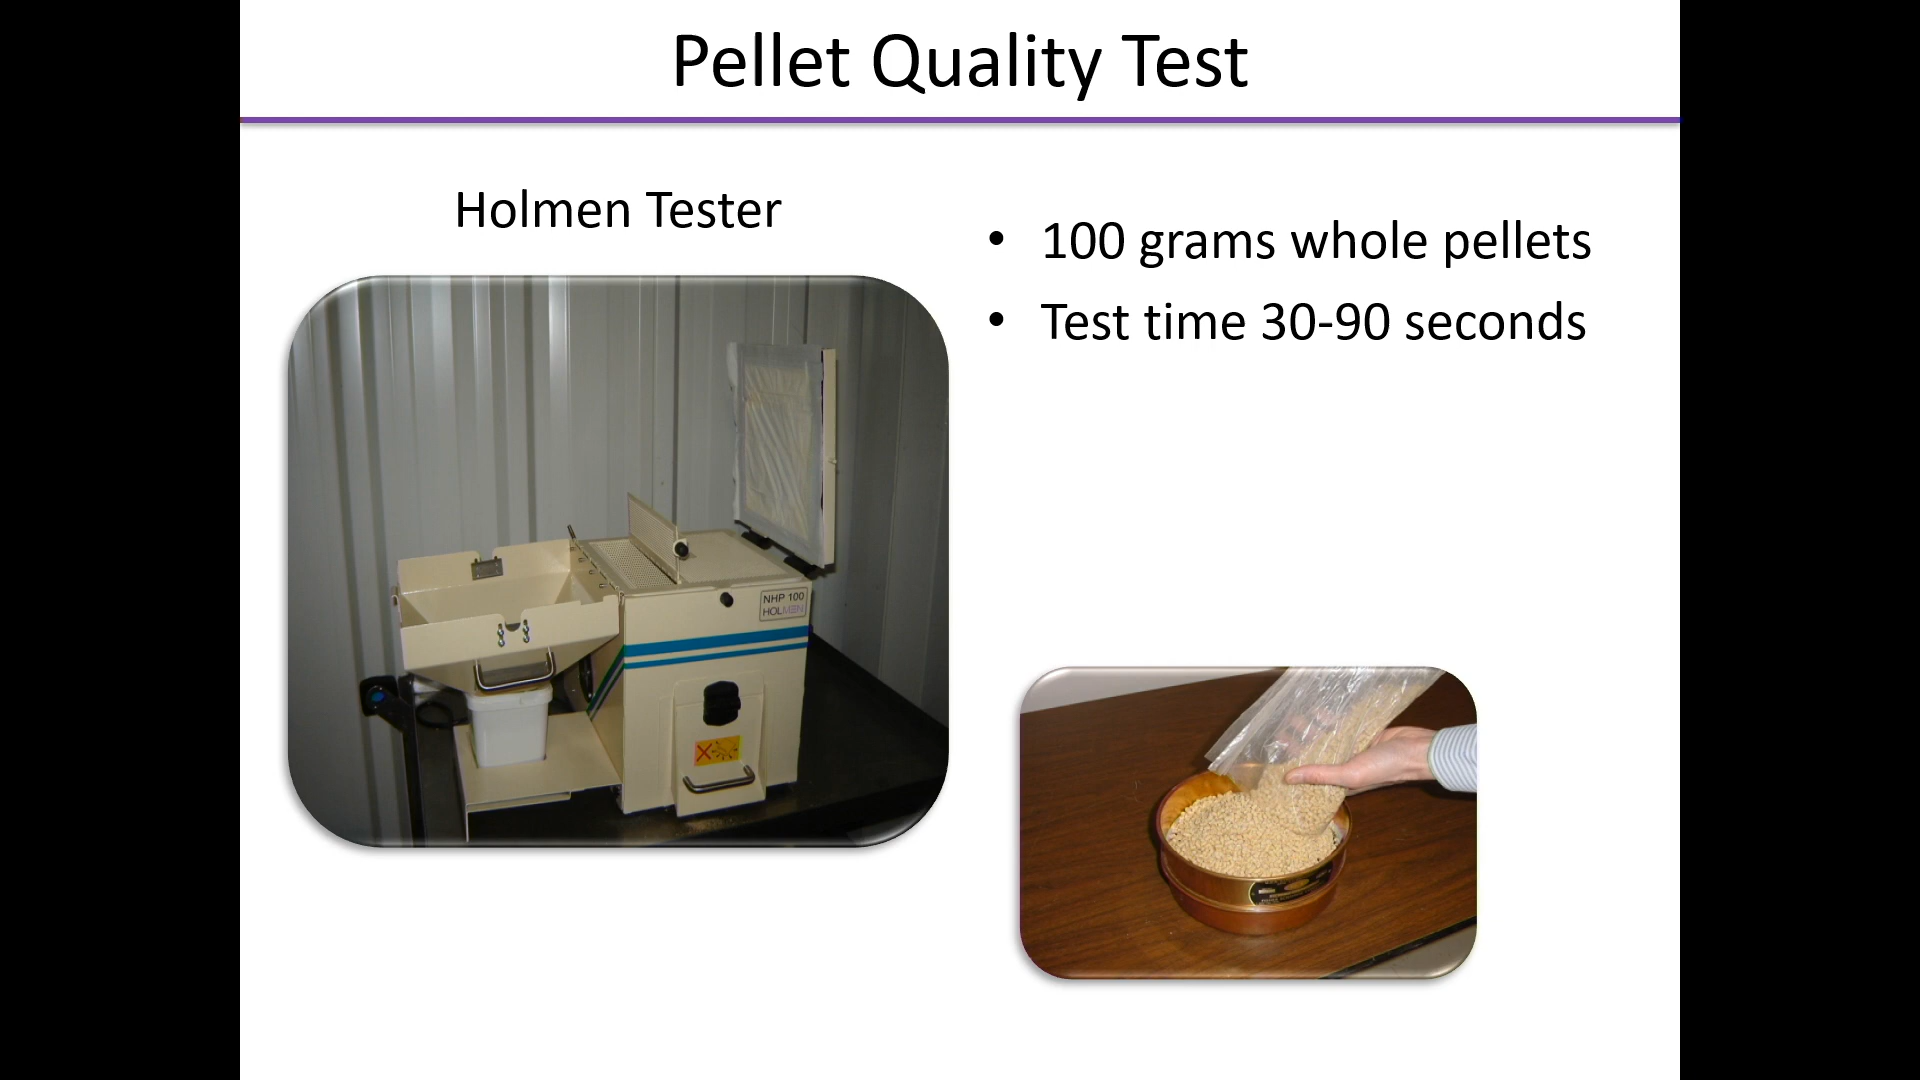 Pellet Quality Test
Holmen Tester
• 100 grams whole pellets
• Test time 30-90 seconds
NHP 100
HOLMEN